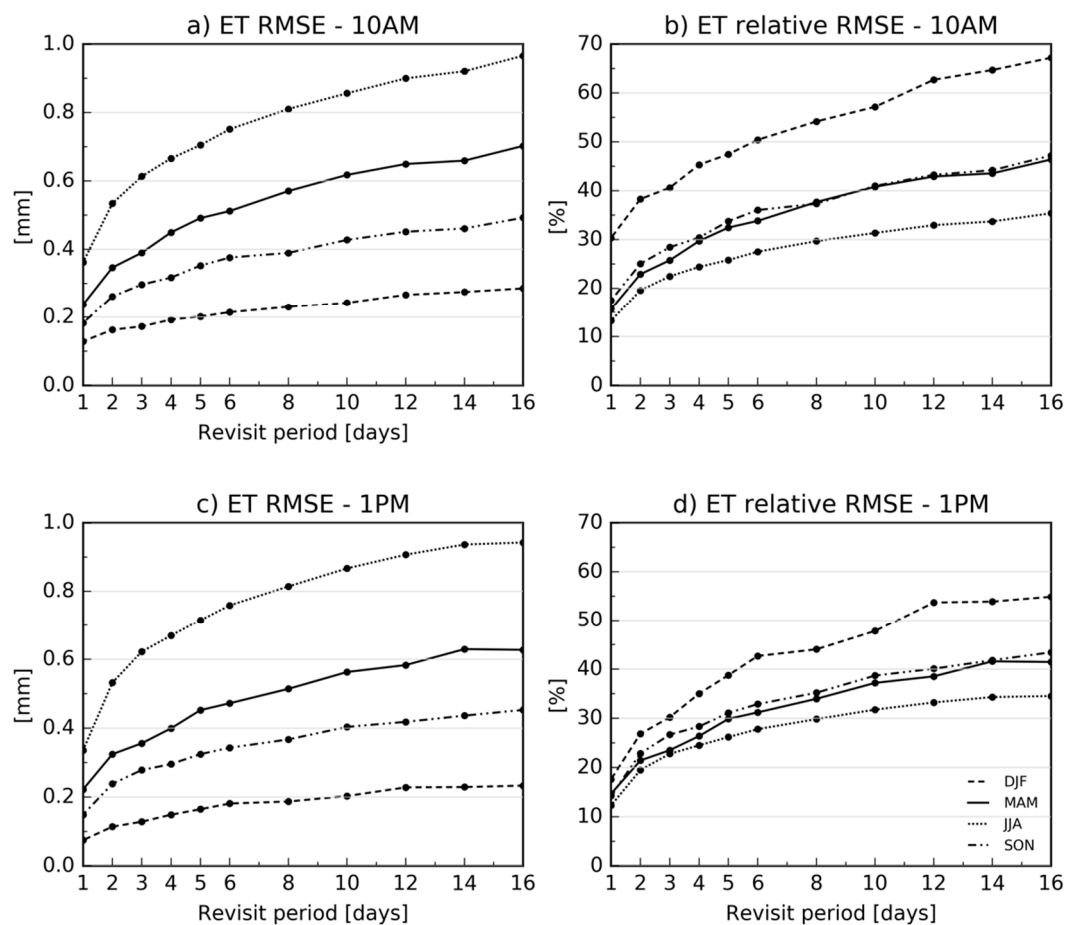 a) ET RMSE - 10AM
1.0
0.8
0.6
0.4
0.2
0.0
[mm]
1 2 3 4 5 6 8 10 12 14 16
Revisit period [days]
b) ET relative RMSE - 10AM
70
60
50
40
30
20
10
0
[%]
1 2 3 4 5 6 8 10 12 14 16
c) ET RMSE - 1PM
1.0
0.8
0.6
0.4
0.2
0.0
[mm]
1 2 3 4 5 6 8 10 12 14 16
Revisit period [days]
d) ET relative RMSE - 1PM
70
60
50
40
30
20
10
0
[%]
DJF
MAM
JJA
SON
1 2 3 4 5 6 8 10 12 14 16
Revisit period [days]